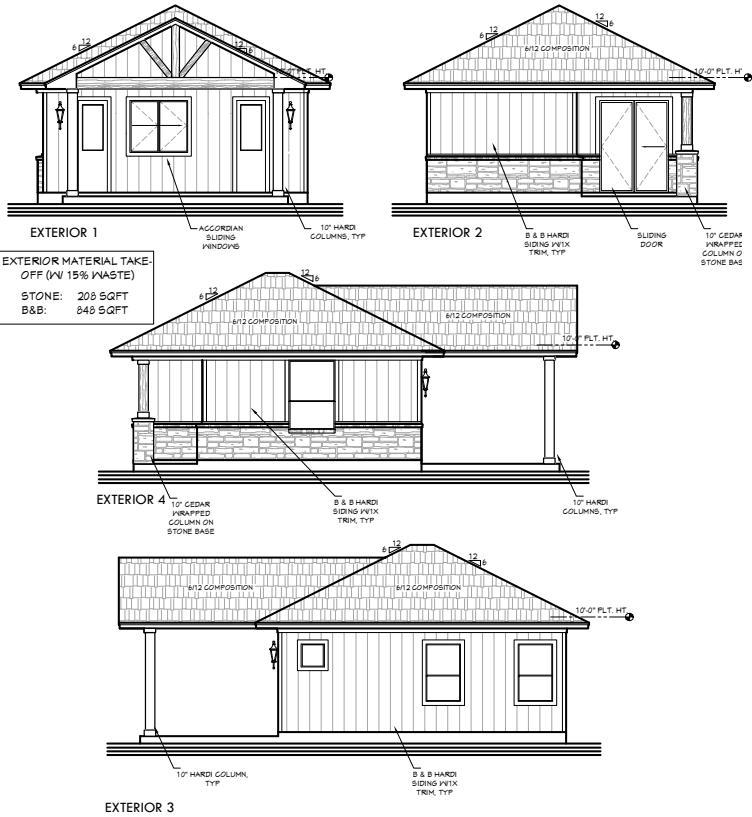 12
6
12
6
10'-0" PLT. HT
EXTERIOR 1
ACCORDIAN
SLIDING
WINDOWS
10" HARDI
COLUMNS, TYP
12
6
12
6
6/12 COMPOSITION
10'-0" PLT. H
EXTERIOR 2
B & B HARDI
SIDING W/1X
TRIM, TYP
SLIDING
DOOR
10" CEDAR
WRAPPED
COLUMN O
STONE BAS
EXTERIOR MATERIAL TAKE-
OFF (W/ 15% WASTE)
STONE: 208 SQFT
B&B: 848 SQFT
12
6
12
6
6/12 COMPOSITION
6/12 COMPOSITION
10'-0" PLT. HT
EXTERIOR 4
10" CEDAR
WRAPPED
COLUMN ON
STONE BASE
B & B HARDI
SIDING W/1X
TRIM, TYP
10" HARDI
COLUMNS, TYP
12
6
12
6
6/12 COMPOSITION
6/12 COMPOSITION
10'-0" PLT. HT
10" HARDI COLUMN,
TYP
B & B HARDI
SIDING W/1X
TRIM, TYP
EXTERIOR 3